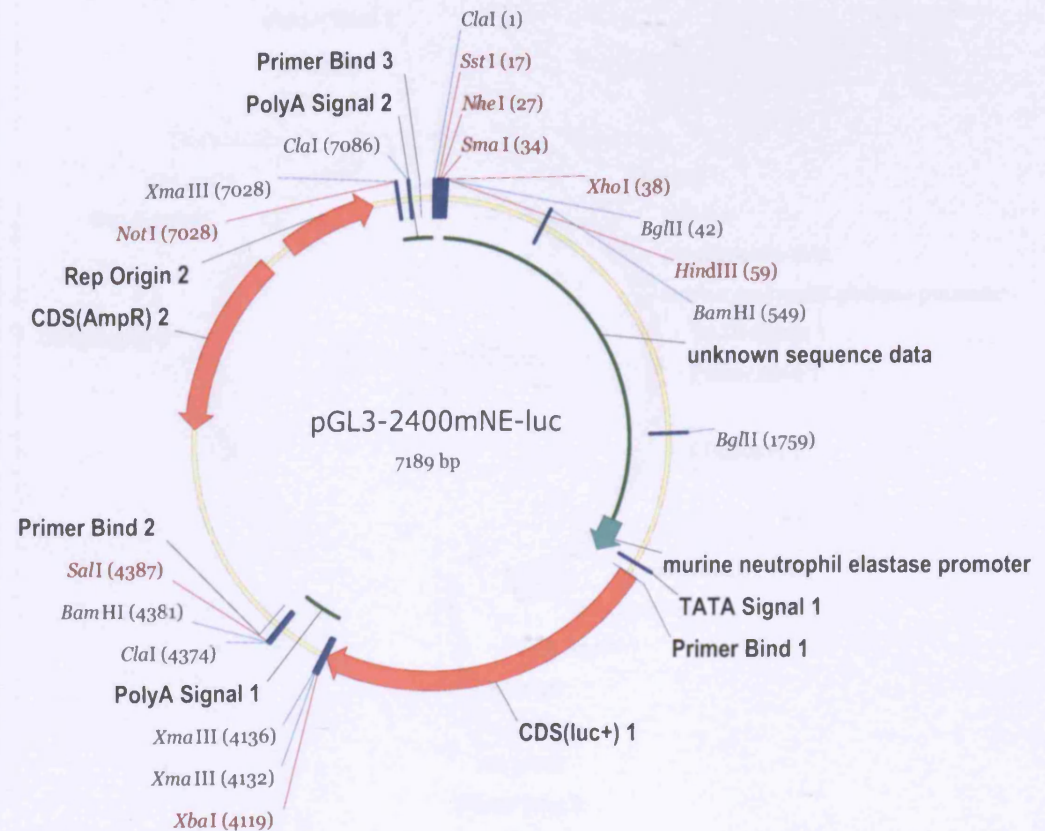 ClaI (1)
SstI (17)
NheI (27)
SmaI (34)
XhoI (38)
BglII (42)
HindIII (59)
BamHI (549)
unknown sequence data
BglII (1759)
murine neutrophil elastase promoter
TATA Signal 1
Primer Bind 1
CDS(luc+) 1
XbaI (4119)
XmaIII (4132)
XmaIII (4136)
PolyA Signal 1
ClaI (4374)
BamHI (4381)
SalI (4387)
Primer Bind 2
CDS(AmpR) 2
Rep Origin 2
NotI (7028)
XmaIII (7028)
ClaI (7086)
PolyA Signal 2
Primer Bind 3
pGL3-2400mNE-luc
7189 bp